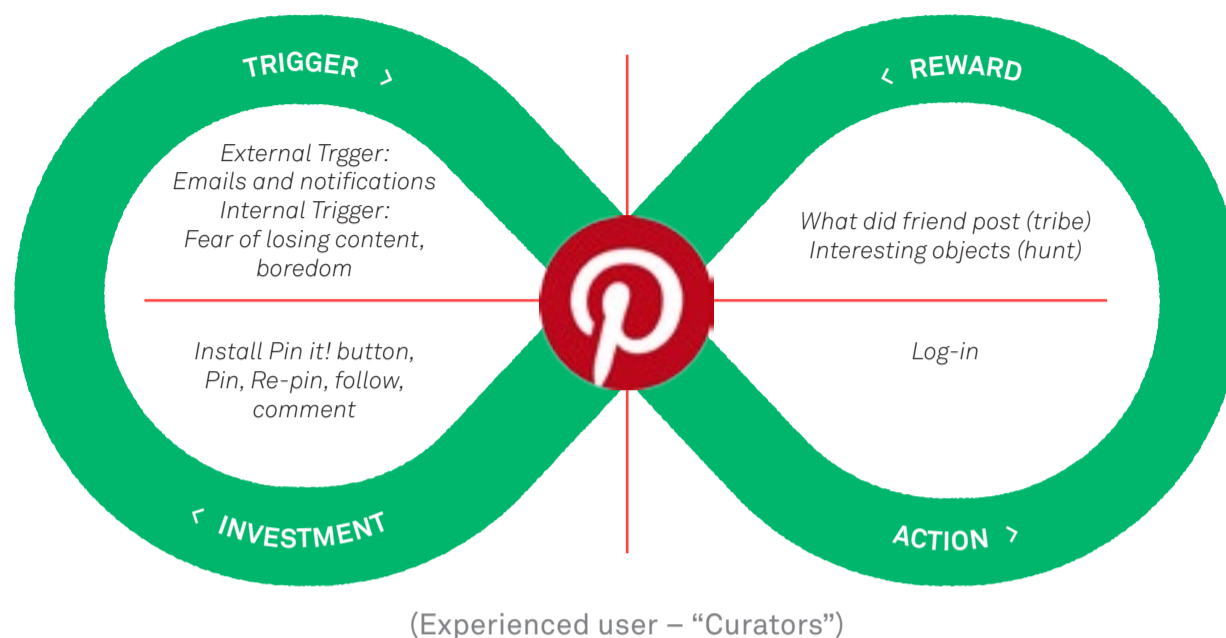 TRIGGER >
< REWARD
External Trgger:
Emails and notifications
Internal Trigger:
Fear of losing content,
boredom
What did friend post (tribe)
Interesting objects (hunt)
Install Pin it! button,
Pin, Re-pin, follow,
comment
Log-in
< INVESTMENT
ACTION >
(Experienced user – “Curators”)